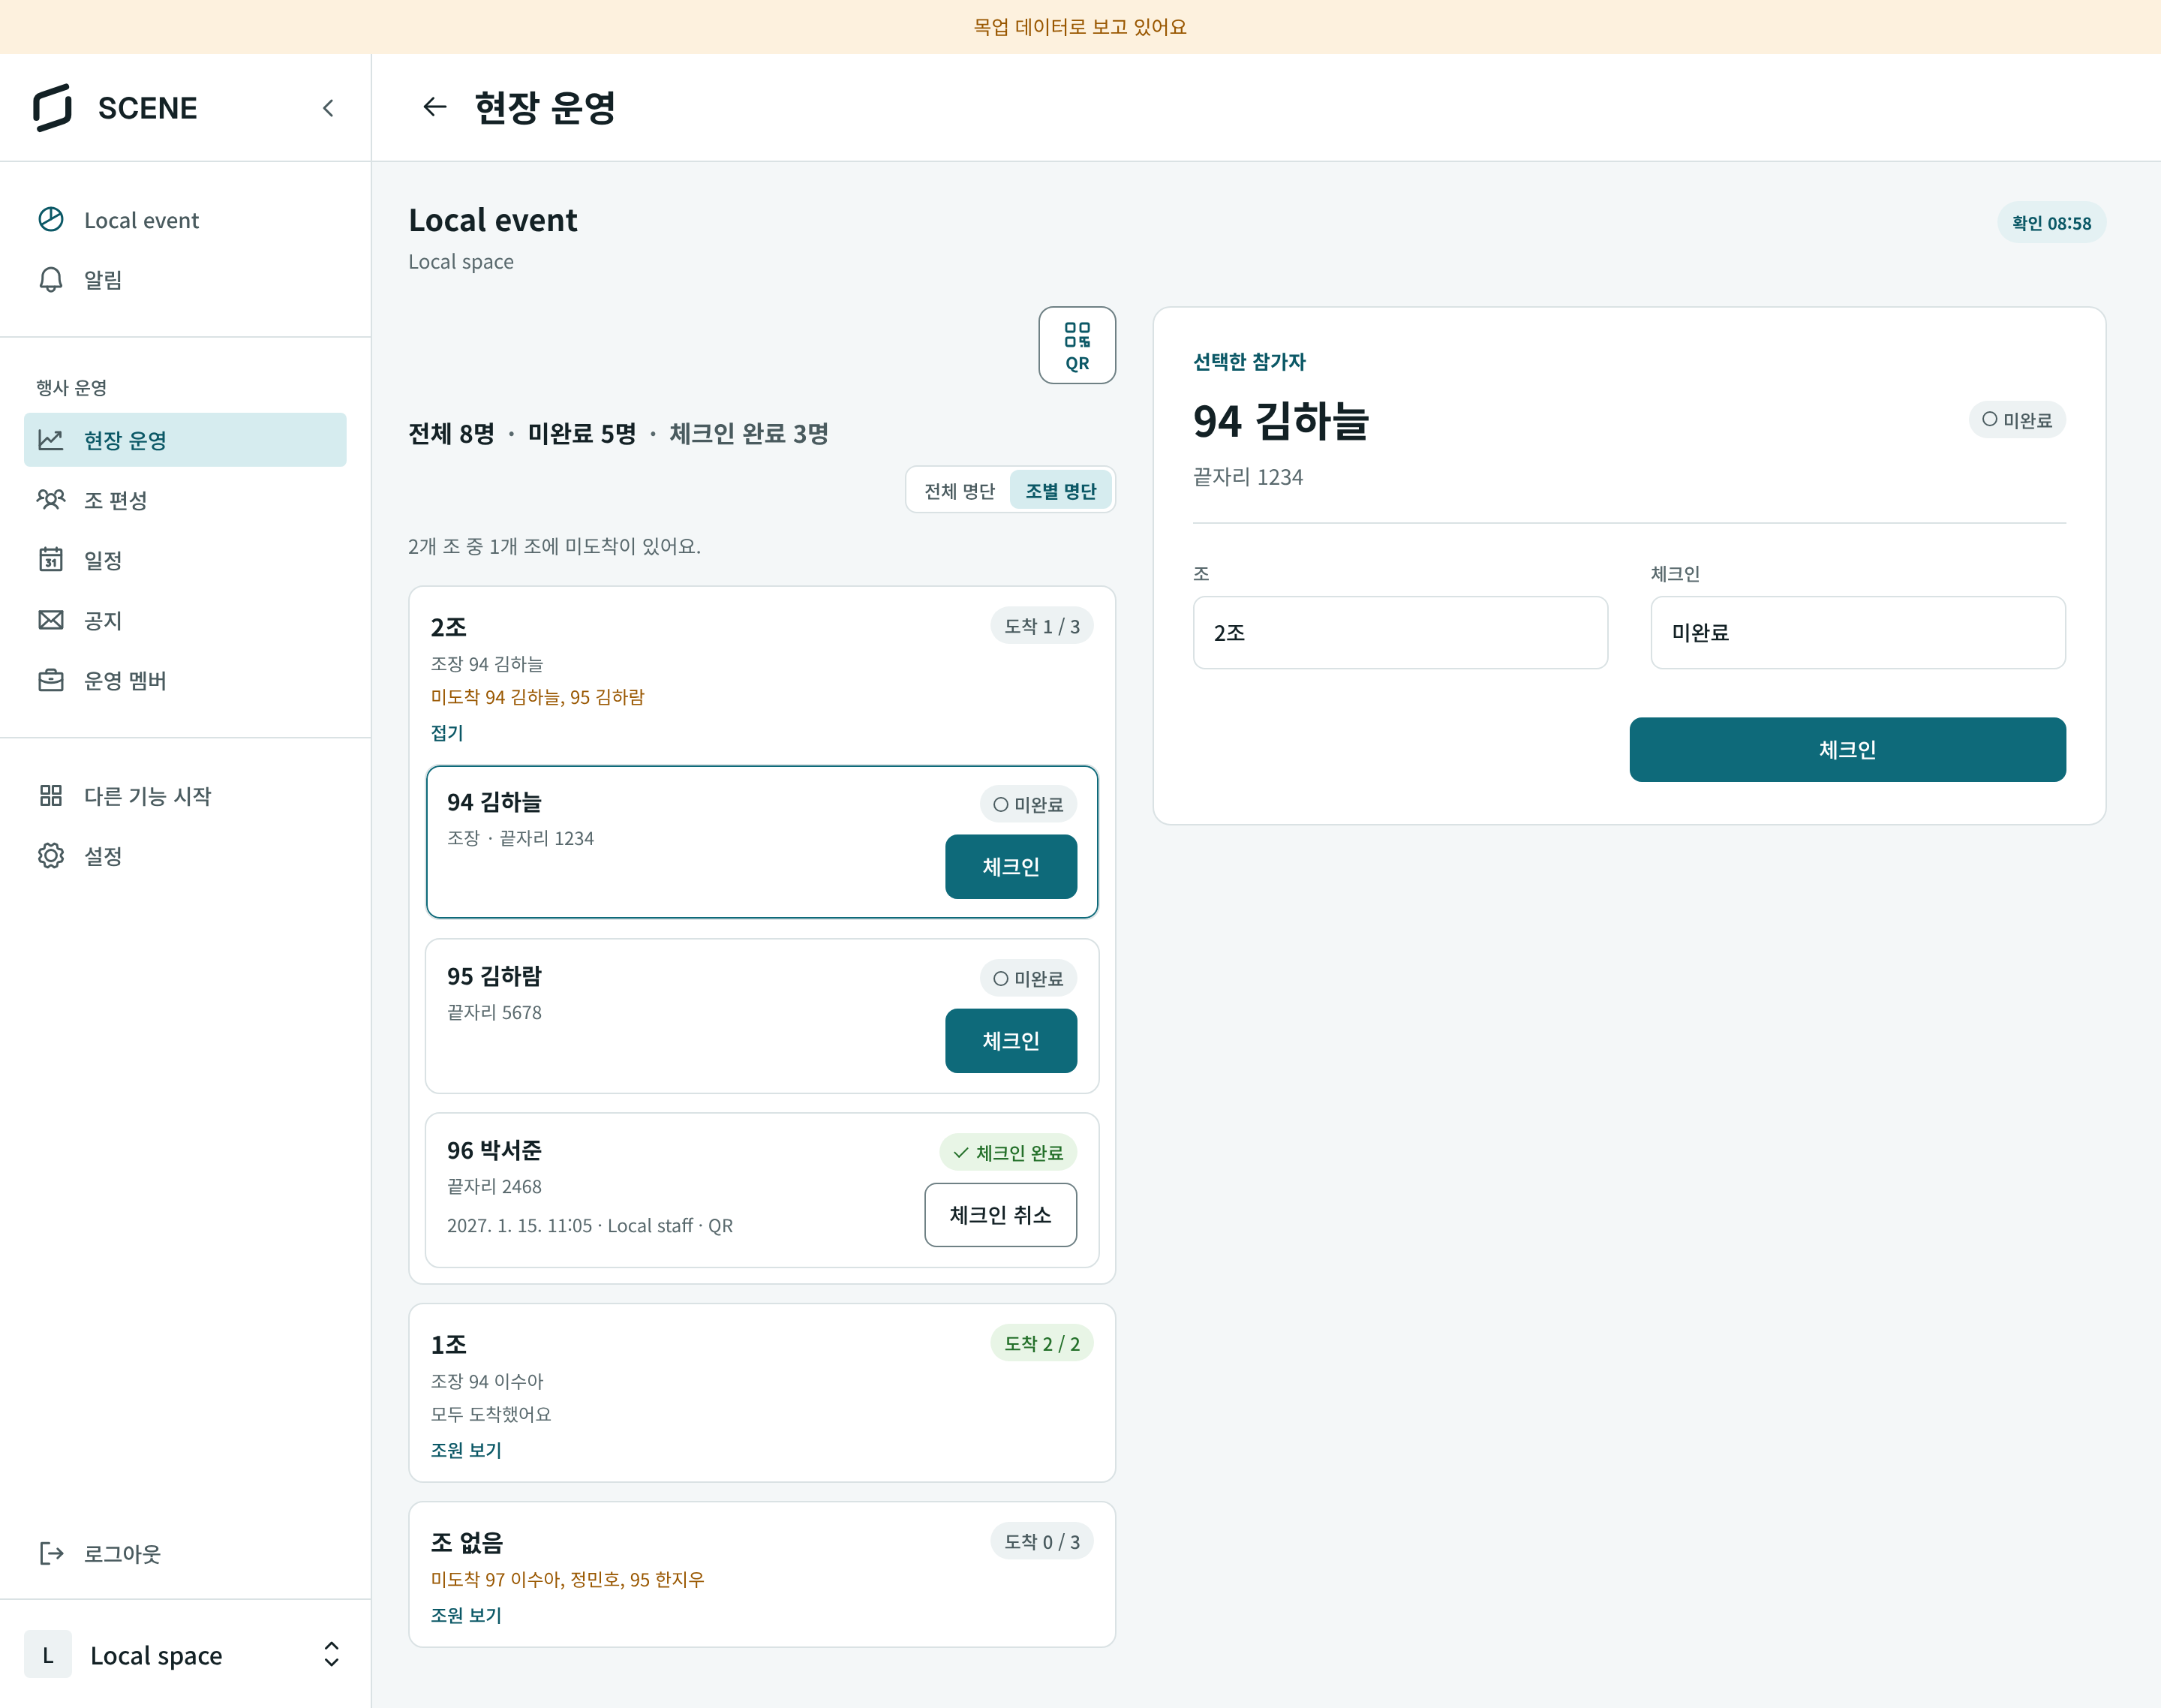 목업 데이터로 보고 있어요
SCENE
Local event
알림
행사 운영
현장 운영
조 편성
31
일정
공지
운영 멤버
다른 기능 시작
설정
로그아웃
L
Local space
현장 운영
Local event
Local space
확인 08:58
QR
전체 8명 · 미완료 5명 · 체크인 완료 3명
전체 명단
조별 명단
2개 조 중 1개 조에 미도착이 있어요.
2조
도착 1 / 3
조장 94 김하늘
미도착 94 김하늘, 95 김하람
접기
94 김하늘
미완료
조장 · 끝자리 1234
체크인
95 김하람
미완료
끝자리 5678
체크인
96 박서준
체크인 완료
끝자리 2468
2027. 1. 15. 11:05 · Local staff · QR
체크인 취소
1조
도착 2 / 2
조장 94 이수아
모두 도착했어요
조원 보기
조 없음
도착 0 / 3
미도착 97 이수아, 정민호, 95 한지우
조원 보기
선택한 참가자
94 김하늘
미완료
끝자리 1234
조
체크인
2조
미완료
체크인